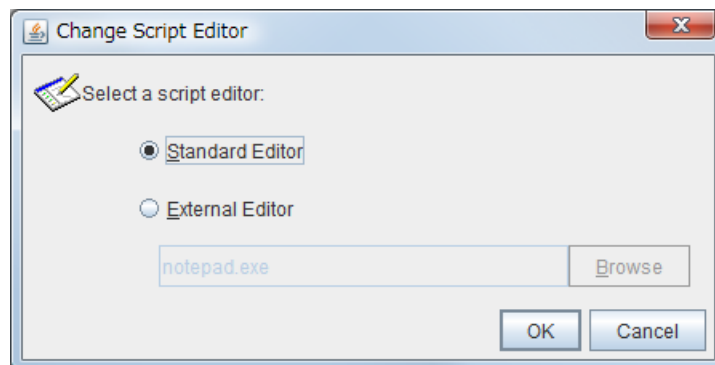 Change Script Editor
Select a script editor:
Standard Editor
External Editor
notepad.exe
Browse
OK
Cancel